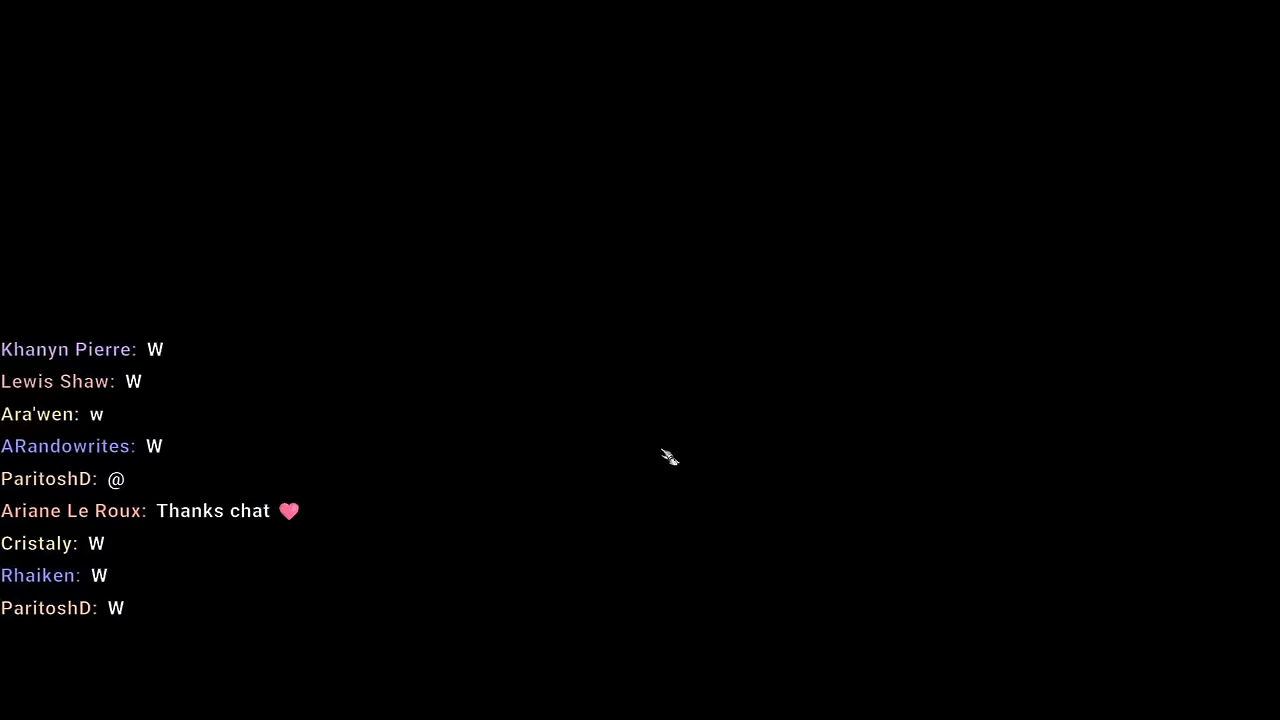 Khanyn Pierre: W
Lewis Shaw: W
Ara'wen: w
ARandowrites: W
ParitoshD: @
Ariane Le Roux: Thanks chat 🩷
Cristaly: W
Rhaiken: W
ParitoshD: W